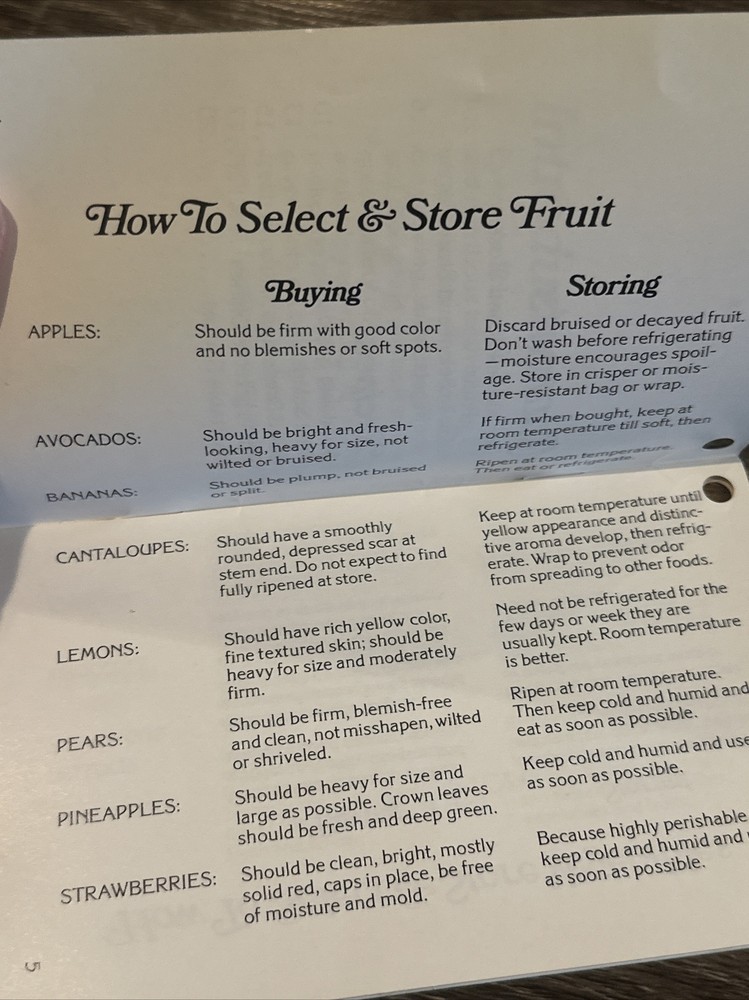 How To Select & Store Fruit
Buying
Storing
APPLES:
Should be firm with good color
and no blemishes or soft spots.
Discard bruised or decayed fruit.
Don't wash before refrigerating
—moisture encourages spoil-
age. Store in crisper or mois-
ture-resistant bag or wrap.
AVOCADOS:
Should be bright and fresh-
looking, heavy for size, not
wilted or bruised.
If firm when bought, keep at
room temperature till soft, then
refrigerate.
BANANAS:
Should be plump, not bruised
or split.
Ripen at room temperature.
Then eat or refrigerate.
CANTALOUPES:
Should have a smoothly
rounded, depressed scar at
stem end. Do not expect to find
fully ripened at store.
Keep at room temperature until
yellow appearance and distinc-
tive aroma develop, then refrig-
erate. Wrap to prevent odor
from spreading to other foods.
LEMONS:
Should have rich yellow color,
fine textured skin; should be
heavy for size and moderately
firm.
Need not be refrigerated for the
few days or week they are
usually kept. Room temperature
is better.
PEARS:
Should be firm, blemish-free
and clean, not misshapen, wilted
or shriveled.
Ripen at room temperature.
Then keep cold and humid and
eat as soon as possible.
PINEAPPLES:
Should be heavy for size and
large as possible. Crown leaves
should be fresh and deep green.
Keep cold and humid and use
as soon as possible.
STRAWBERRIES:
Should be clean, bright, mostly
solid red, caps in place, be free
of moisture and mold.
Because highly perishable
keep cold and humid and
as soon as possible.
5